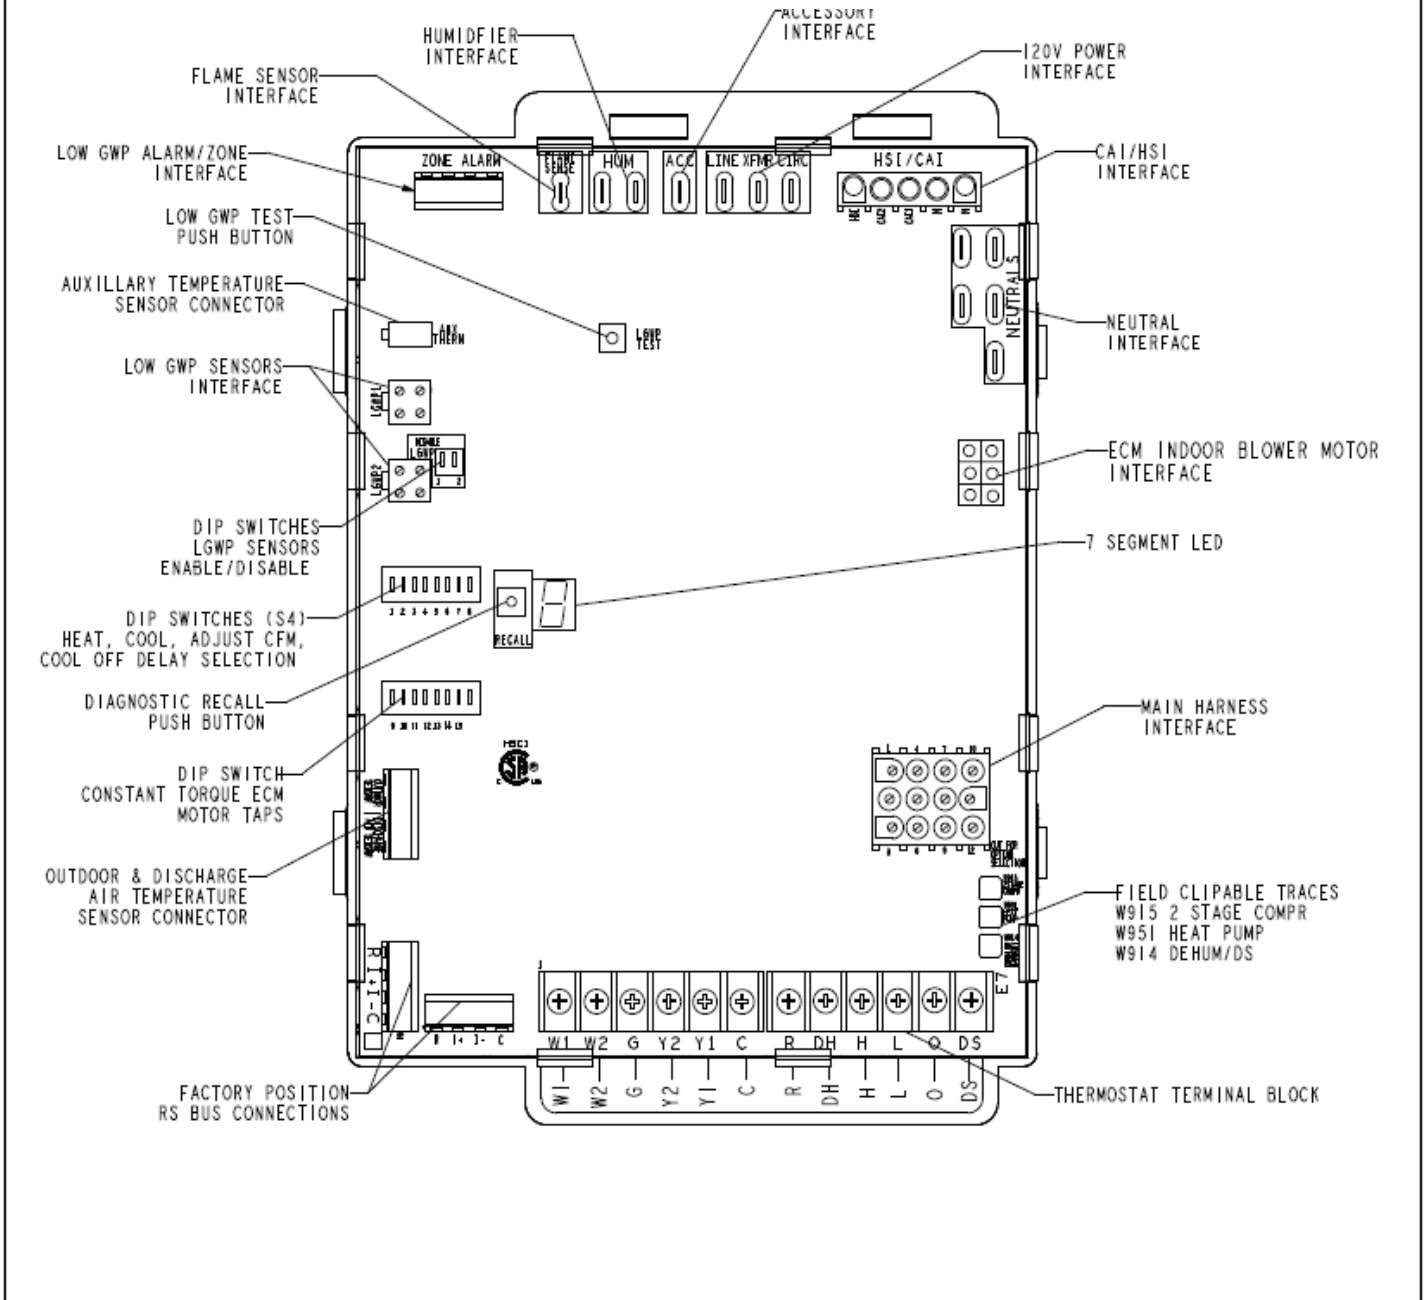 ACCESSORY
INTERFACE
HUMIDFIER
INTERFACE
120V POWER
INTERFACE
FLAME SENSOR
INTERFACE
LOW GWP ALARM/ZONE
INTERFACE
CAI/HSI
INTERFACE
ZONE ALARM
FLAME
SENSE
HUM
ACC
LINE XFMR CIRC
HSI/CAI
LOW GWP TEST
PUSH BUTTON
NEUTRALS
AUXILLARY TEMPERATURE
SENSOR CONNECTOR
AUX
THERM
LGWP
TEST
NEUTRAL
INTERFACE
LOW GWP SENSORS
INTERFACE
LGWP1
DISABLE
LGWP
LGWP2
1 2
ECM INDOOR BLOWER MOTOR
INTERFACE
DIP SWITCHES
LGWP SENSORS
ENABLE/DISABLE
7 SEGMENT LED
1 2 3 4 5 6 7 8
DIP SWITCHES (S4)
HEAT, COOL, ADJUST CFM,
COOL OFF DELAY SELECTION
RECALL
DIAGNOSTIC RECALL
PUSH BUTTON
9 10 11 12 13 14 15
MAIN HARNESS
INTERFACE
DIP SWITCH
CONSTANT TORQUE ECM
MOTOR TAPS
OUTDOOR & DISCHARGE
AIR TEMPERATURE
SENSOR CONNECTOR
FIELD CLIPABLE TRACES
W915 2 STAGE COMPR
W951 HEAT PUMP
W914 DEHUM/DS
R I+ I- C
R I+ I- C
E7
W1 W2 G Y2 Y1 C R DH H L O DS
W1 W2 G Y2 Y1 C R DH H L O DS
FACTORY POSITION
RS BUS CONNECTIONS
THERMOSTAT TERMINAL BLOCK